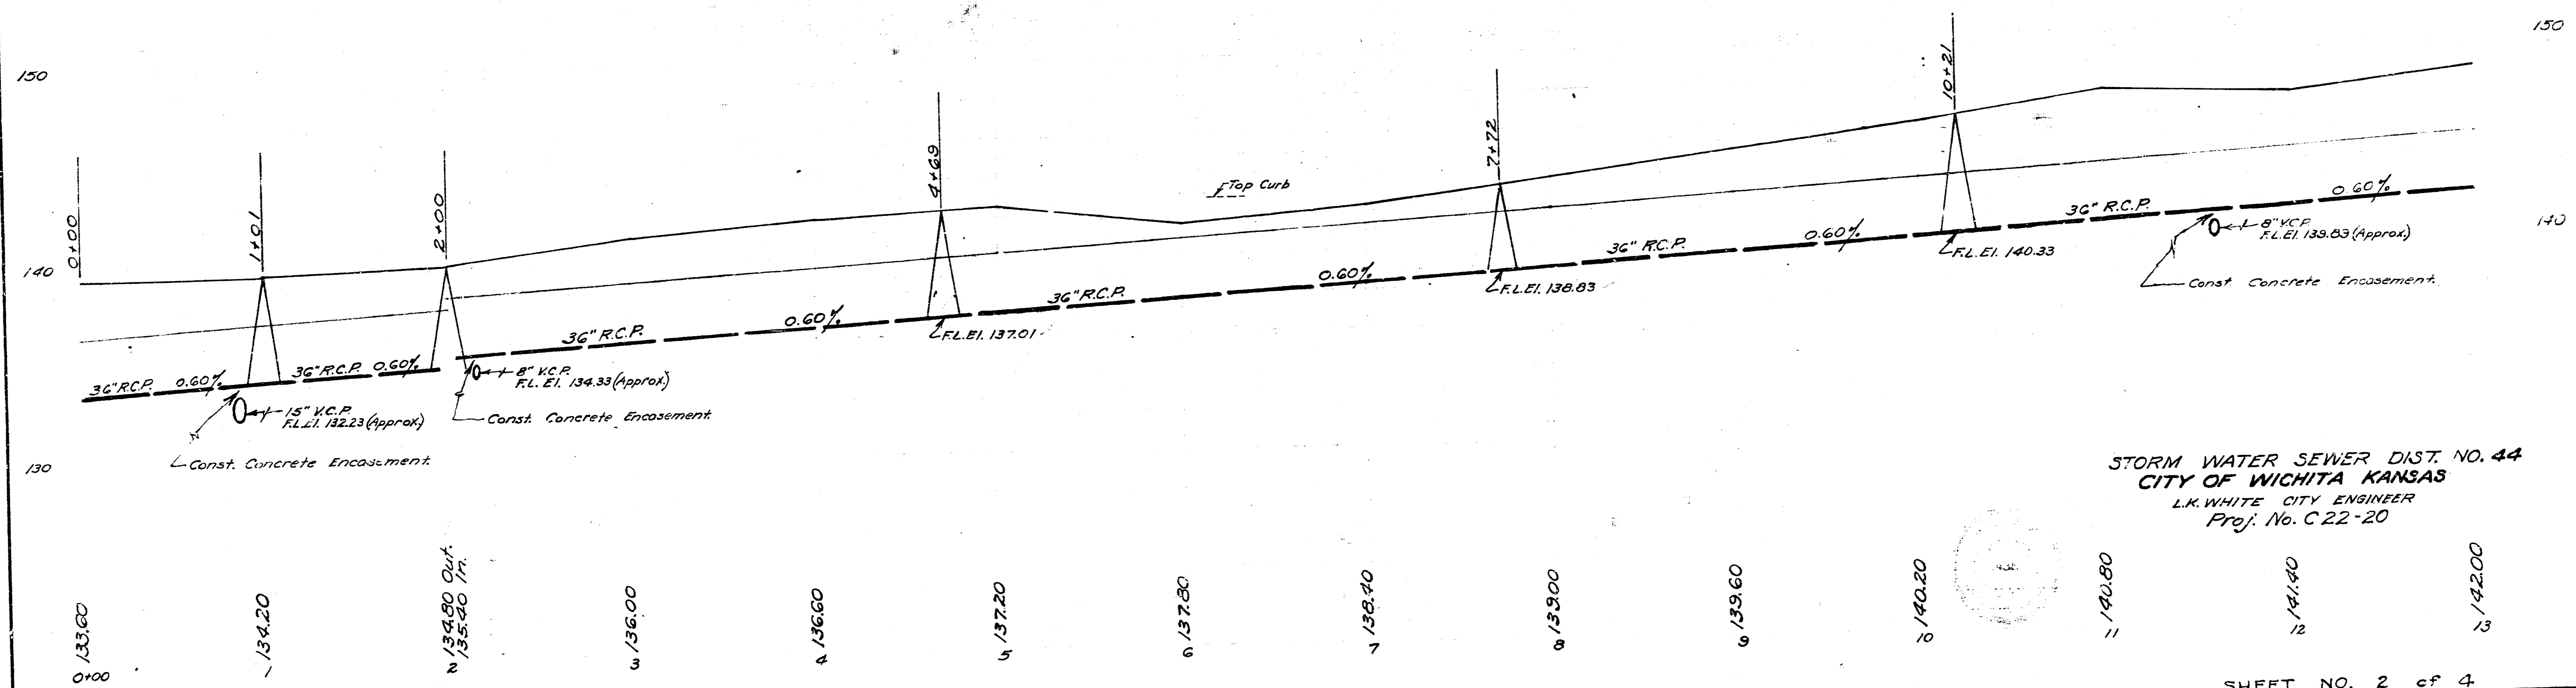 150
150
140
140
130
0+00
1+01
2+00
4+69
7+72
10+21
Top Curb
36" R.C.P. 0.60%
36" R.C.P. 0.60%
36" R.C.P. 0.60%
36" R.C.P. 0.60%
36" R.C.P. 0.60%
36" R.C.P. 0.60%
15" V.C.P.
F.L.El. 132.23 (Approx.)
Const. Concrete Encasement.
8" V.C.P.
F.L. El. 134.33 (Approx.)
Const. Concrete Encasement.
F.L.El. 137.01
F.L.El. 138.83
F.L.El. 140.33
8" V.C.P.
F.L.El. 139.83 (Approx.)
Const. Concrete Encasement.
STORM WATER SEWER DIST. NO. 44
CITY OF WICHITA KANSAS
L.K. WHITE CITY ENGINEER
Proj. No. C 22-20
133.60
134.20
134.80 Out.
135.40 In.
136.00
136.60
137.20
137.80
138.40
139.00
139.60
140.20
140.80
141.40
142.00
0+00
1
2
3
4
5
6
7
8
9
10
11
12
13
SHEET NO. 2 of 4